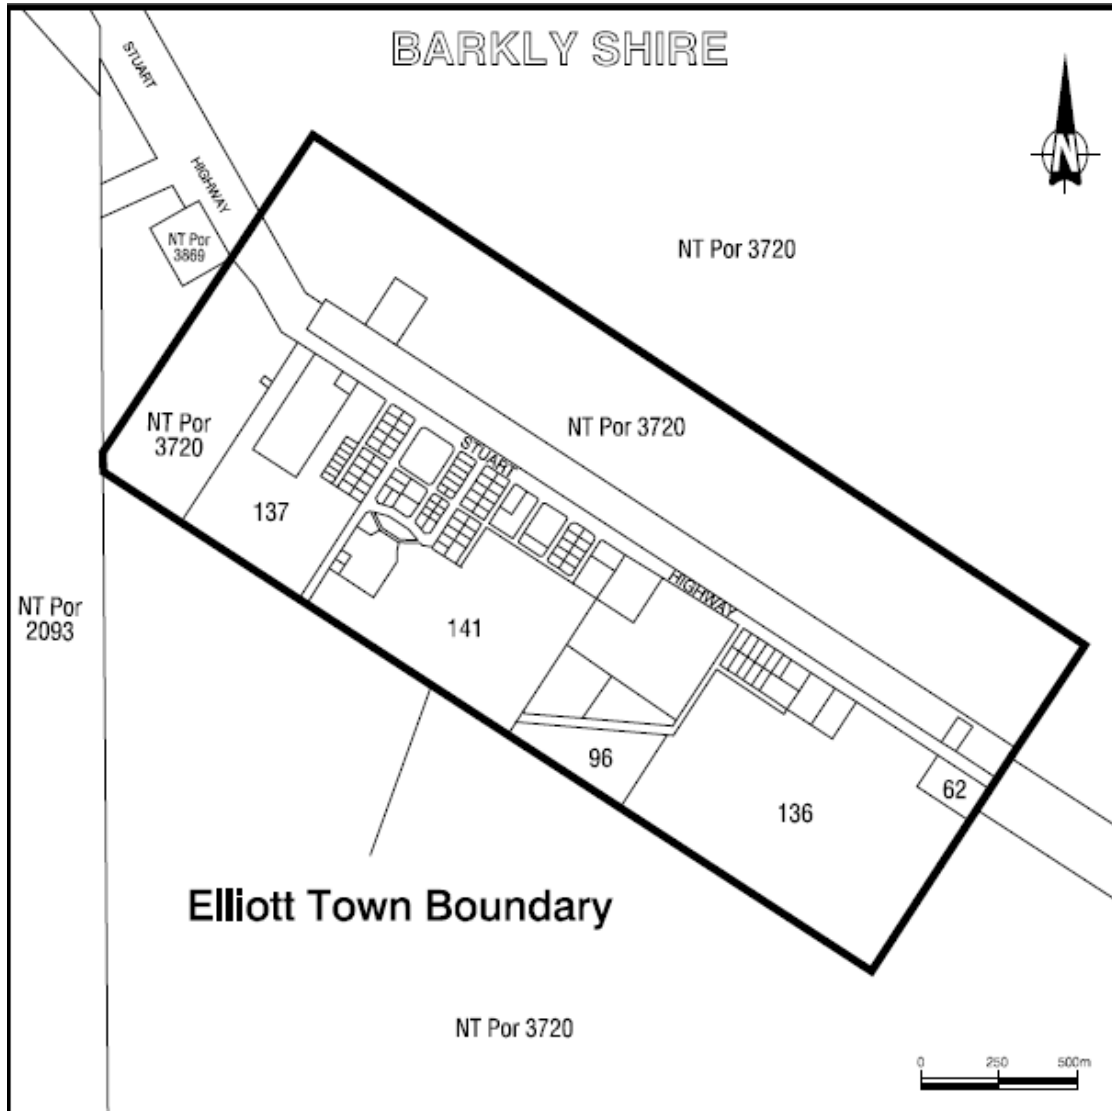 BARKLY SHIRE
STUART
HIGHWAY
N
NT Por
3869
NT Por 3720
NT Por 3720
NT Por
3720
STUART
137
HIGHWAY
NT Por
2093
141
96
62
136
Elliott Town Boundary
NT Por 3720
0 250 500m